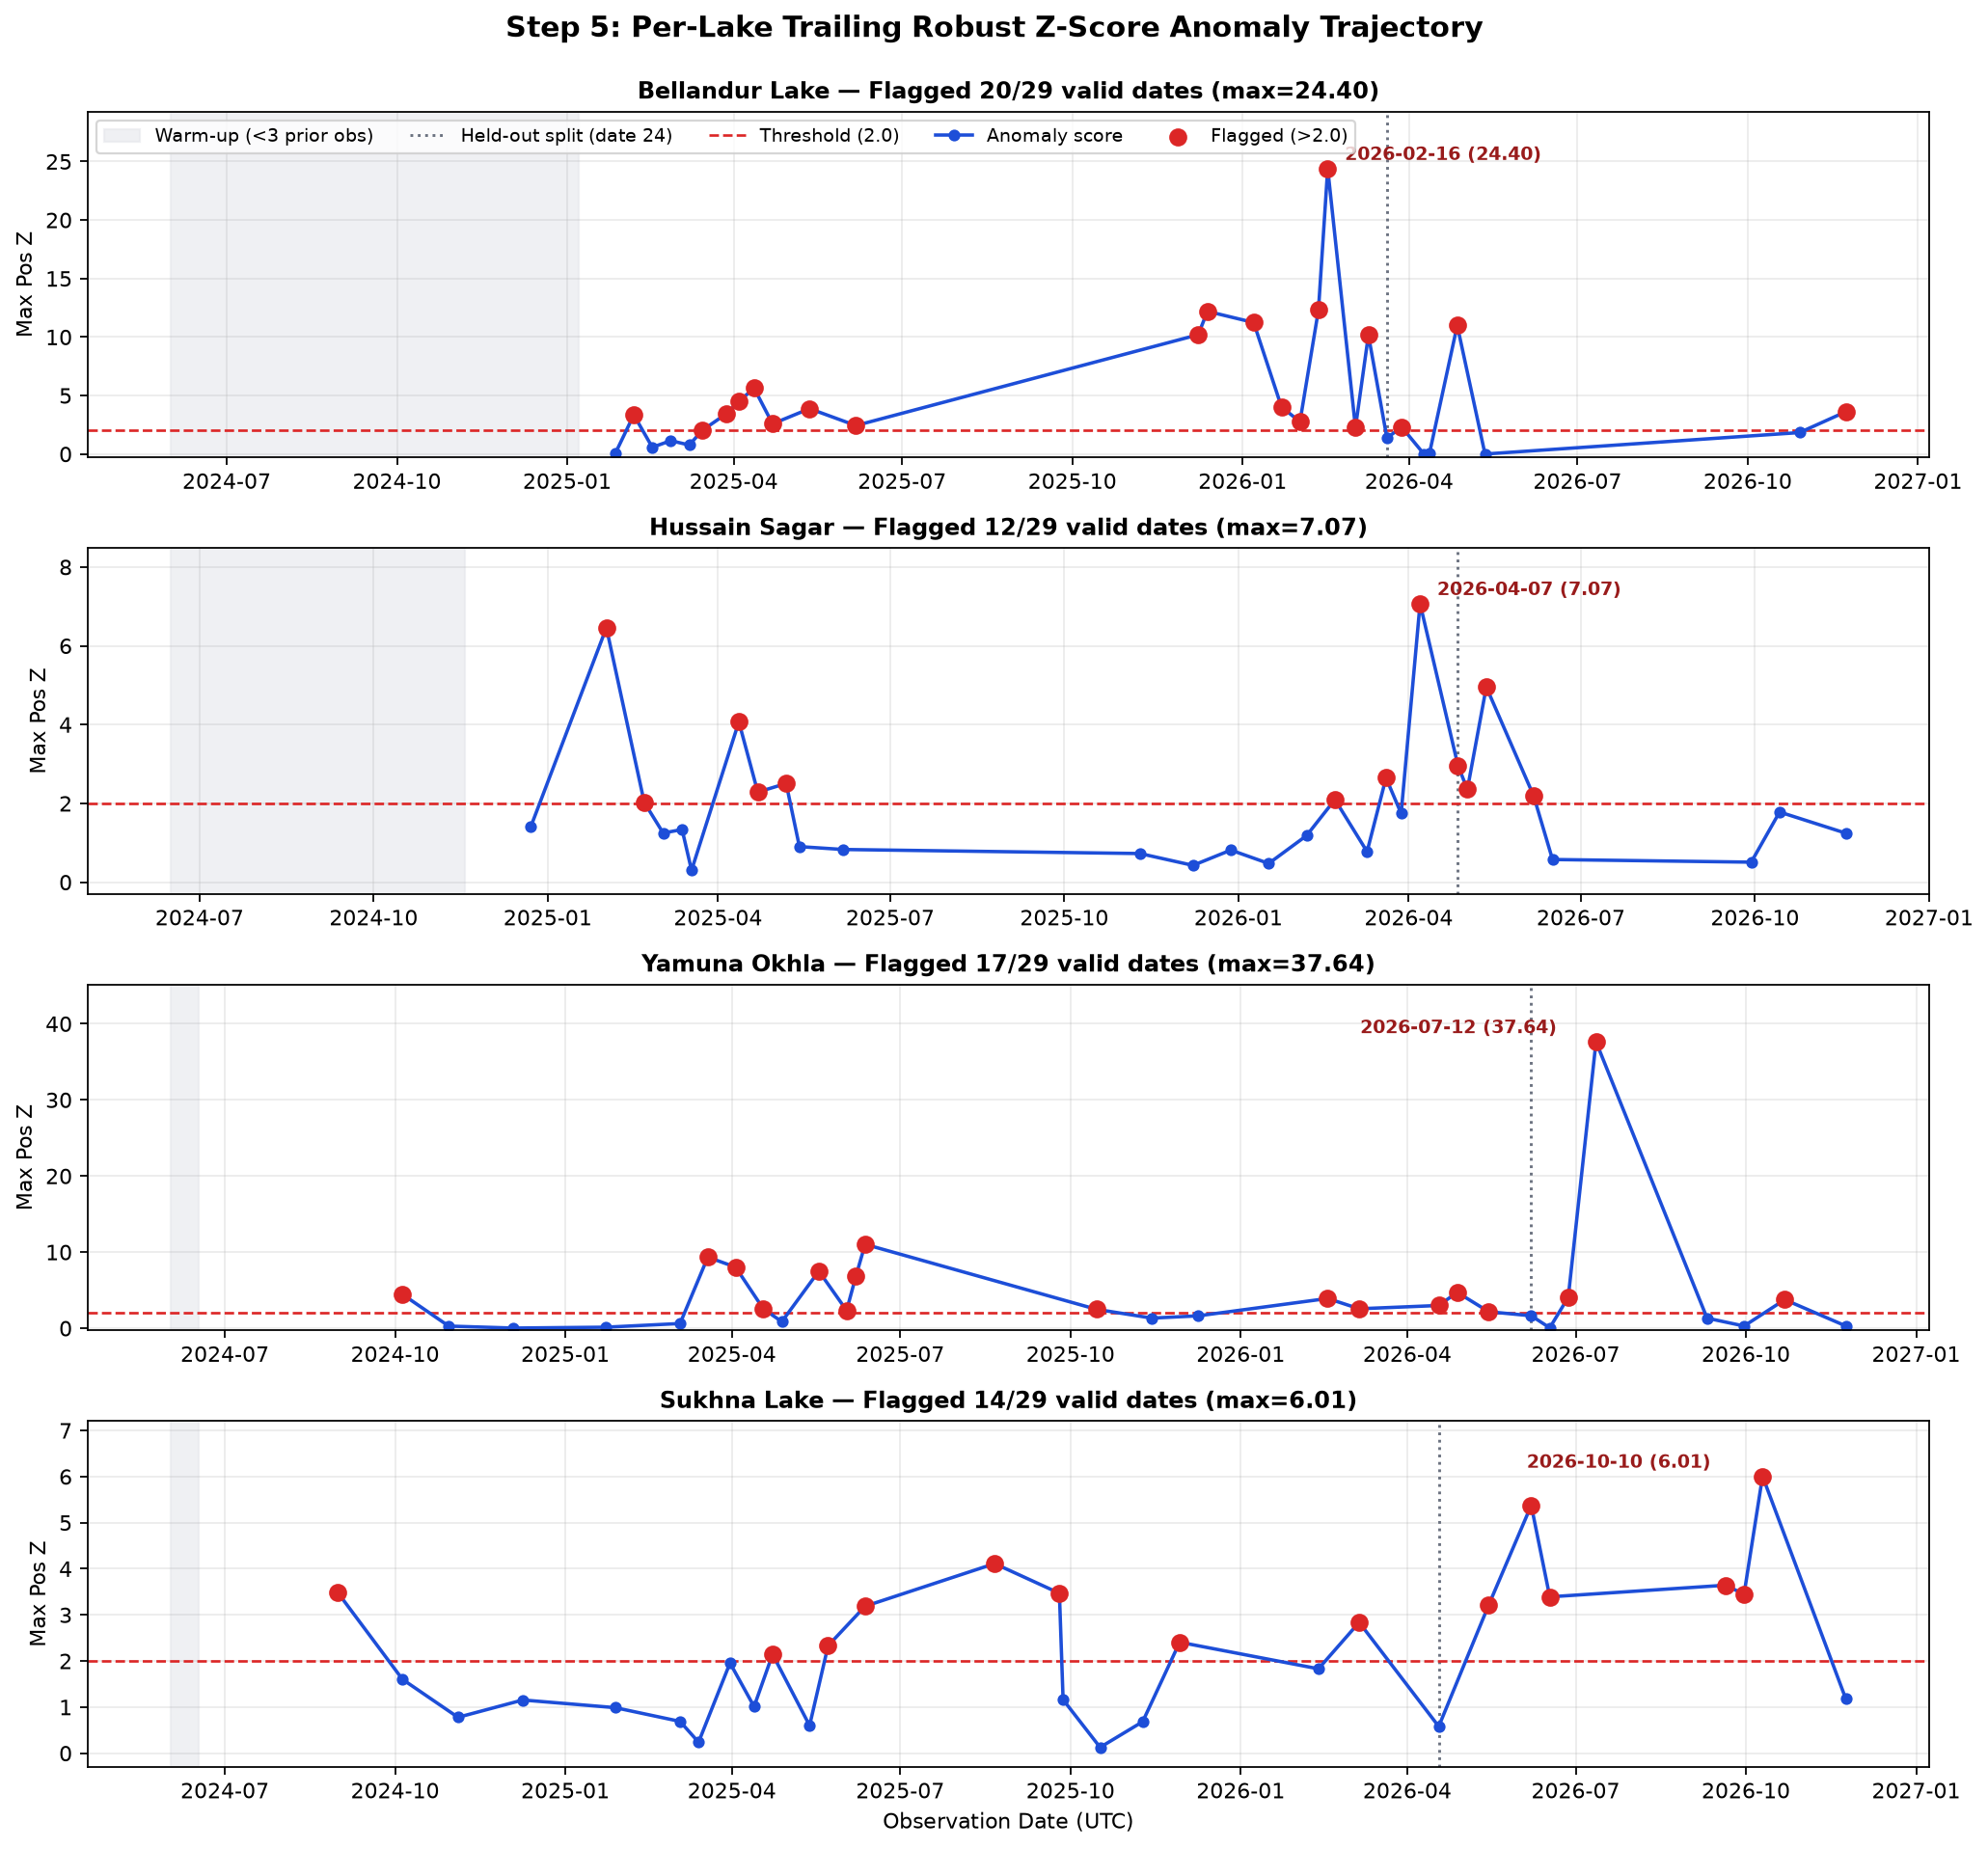 Step 5: Per-Lake Trailing Robust Z-Score Anomaly Trajectory
Bellandur Lake — Flagged 20/29 valid dates (max=24.40)
Warm-up (<3 prior obs)
Held-out split (date 24)
Threshold (2.0)
Anomaly score
Flagged (>2.0)
2026-02-16 (24.40)
Max Pos Z
25
20
15
10
5
0
2024-07 2024-10 2025-01 2025-04 2025-07 2025-10 2026-01 2026-04 2026-07 2026-10 2027-01
Hussain Sagar — Flagged 12/29 valid dates (max=7.07)
2026-04-07 (7.07)
Max Pos Z
8
6
4
2
0
2024-07 2024-10 2025-01 2025-04 2025-07 2025-10 2026-01 2026-04 2026-07 2026-10 2027-01
Yamuna Okhla — Flagged 17/29 valid dates (max=37.64)
2026-07-12 (37.64)
Max Pos Z
40
30
20
10
0
2024-07 2024-10 2025-01 2025-04 2025-07 2025-10 2026-01 2026-04 2026-07 2026-10 2027-01
Sukhna Lake — Flagged 14/29 valid dates (max=6.01)
2026-10-10 (6.01)
Max Pos Z
7
6
5
4
3
2
1
0
2024-07 2024-10 2025-01 2025-04 2025-07 2025-10 2026-01 2026-04 2026-07 2026-10 2027-01
Observation Date (UTC)